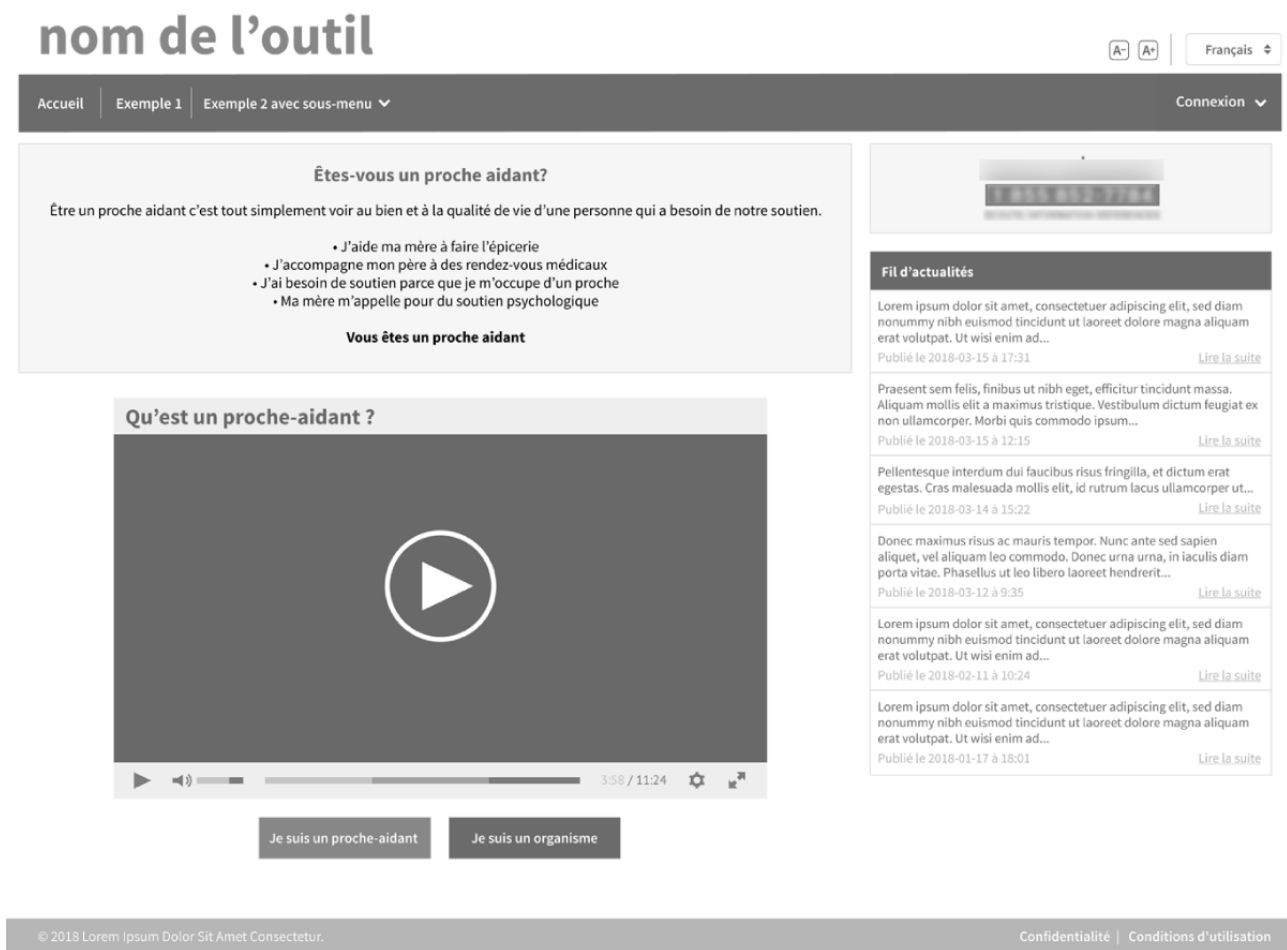 nom de l’outil
A- A+ Français
Accueil Exemple 1 Exemple 2 avec sous-menu Connexion
Êtes-vous un proche aidant?
Être un proche aidant c’est tout simplement voir au bien et à la qualité de vie d’une personne qui a besoin de notre soutien.
• J’aide ma mère à faire l’épicerie
• J’accompagne mon père à des rendez-vous médicaux
• J’ai besoin de soutien parce que je m’occupe d’un proche
• Ma mère m’appelle pour du soutien psychologique
Vous êtes un proche aidant
Qu’est un proche-aidant ?
3:58 / 11:24
Je suis un proche-aidant
Je suis un organisme
Fil d’actualités
Lorem ipsum dolor sit amet, consectetuer adipiscing elit, sed diam
nonummy nibh euismod tincidunt ut laoreet dolore magna aliquam
erat volutpat. Ut wisi enim ad...
Publié le 2018-03-15 à 17:31 Lire la suite
Praesent sem felis, finibus ut nibh eget, efficitur tincidunt massa.
Aliquam mollis elit a maximus tristique. Vestibulum dictum feugiat ex
non ullamcorper. Morbi quis commodo ipsum...
Publié le 2018-03-15 à 12:15 Lire la suite
Pellentesque interdum dui faucibus risus fringilla, et dictum erat
egestas. Cras malesuada mollis elit, id rutrum lacus ullamcorper ut...
Publié le 2018-03-14 à 15:22 Lire la suite
Donec maximus risus ac mauris tempor. Nunc ante sed sapien
aliquet, vel aliquam leo commodo. Donec urna urna, in iaculis diam
porta vitae. Phasellus ut leo libero laoreet hendrerit...
Publié le 2018-03-12 à 9:35 Lire la suite
Lorem ipsum dolor sit amet, consectetuer adipiscing elit, sed diam
nonummy nibh euismod tincidunt ut laoreet dolore magna aliquam
erat volutpat. Ut wisi enim ad...
Publié le 2018-02-11 à 10:24 Lire la suite
Lorem ipsum dolor sit amet, consectetuer adipiscing elit, sed diam
nonummy nibh euismod tincidunt ut laoreet dolore magna aliquam
erat volutpat. Ut wisi enim ad...
Publié le 2018-01-17 à 18:01 Lire la suite
© 2018 Lorem Ipsum Dolor Sit Amet Consectetur. Confidentialité | Conditions d’utilisation